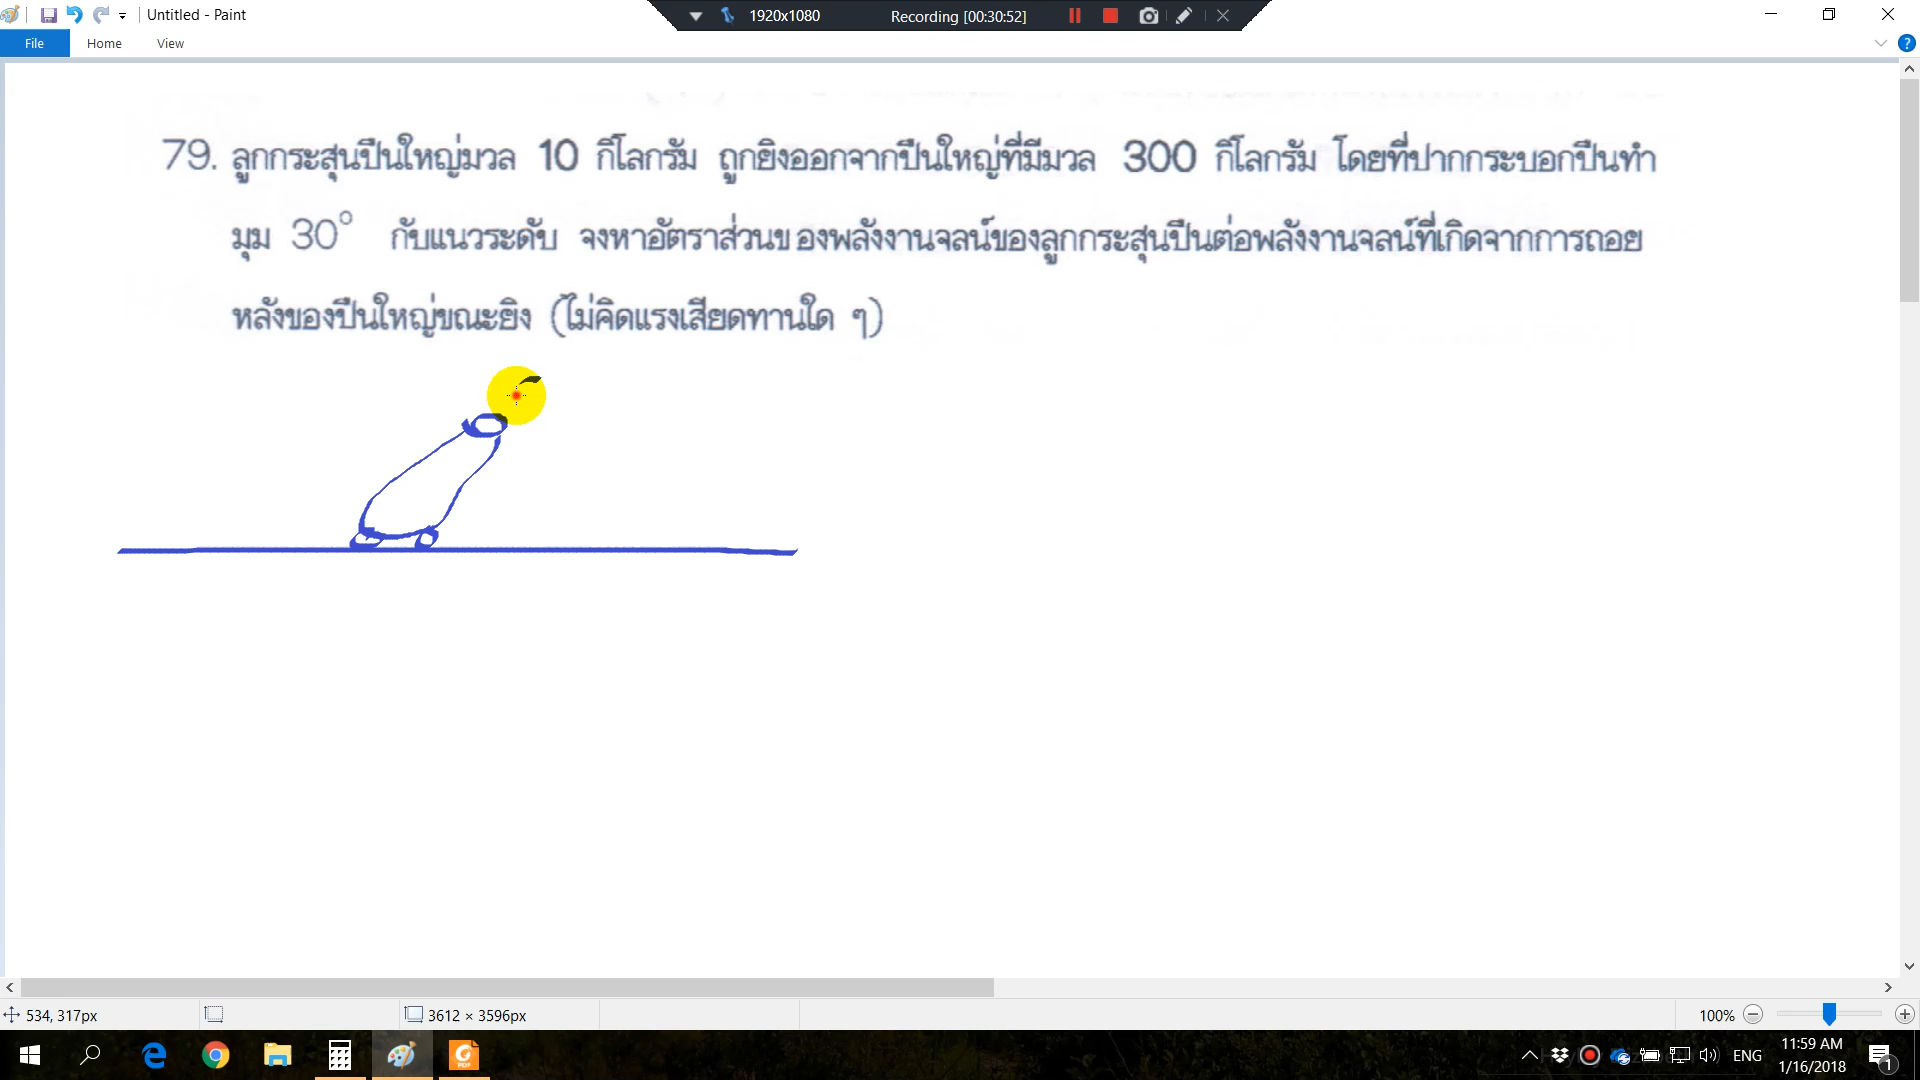 Untitled - Paint
1920x1080
Recording [00:30:52]
File
Home
View
79. ลูกกระสุนปืนใหญ่มวล 10 กิโลกรัม ถูกยิงออกจากปืนใหญ่ที่มีมวล 300 กิโลกรัม โดยที่ปากกระบอกปืนทำ
มุม 30° กับแนวระดับ จงหาอัตราส่วนของพลังงานจลน์ของลูกกระสุนปืนต่อพลังงานจลน์ที่เกิดจากการถอย
หลังของปืนใหญ่ขณะยิง (ไม่คิดแรงเสียดทานใด ๆ)
534, 317px
3612 × 3596px
100%
ENG
11:59 AM
1/16/2018
1